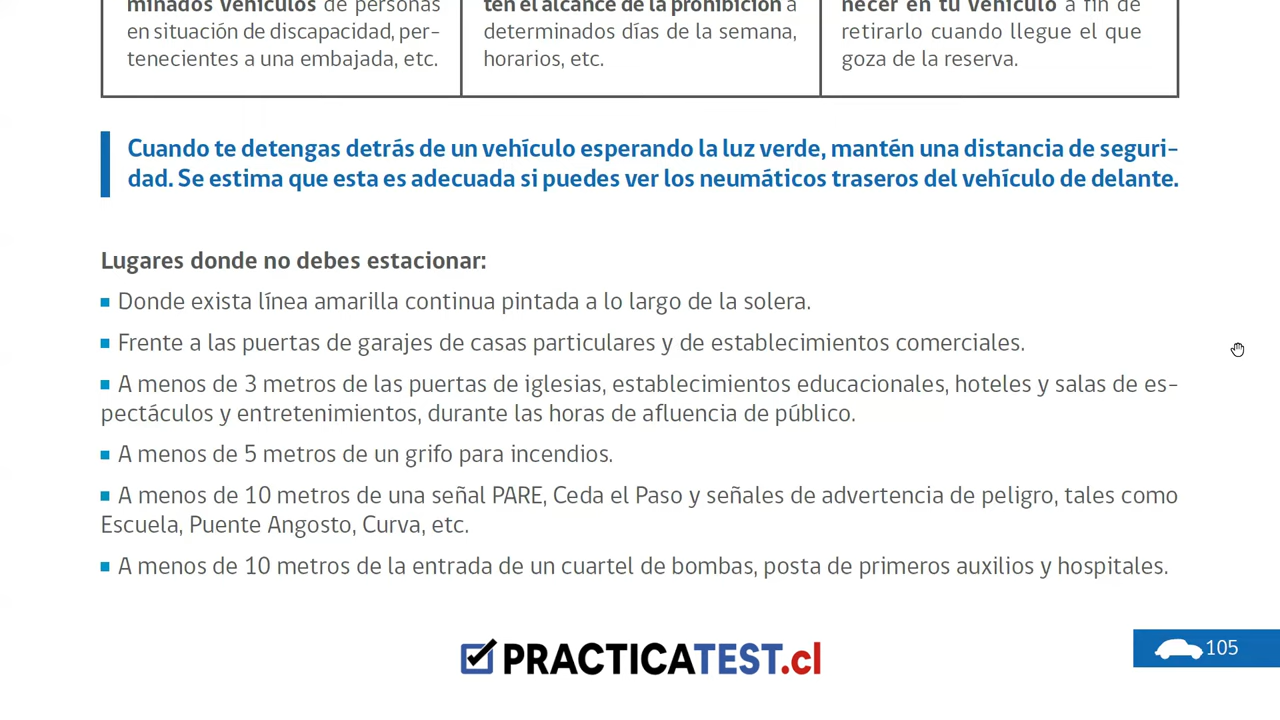 minados vehículos de personas
en situación de discapacidad, per-
tenecientes a una embajada, etc.
ten el alcance de la prohibición a
determinados días de la semana,
horarios, etc.
necer en tu vehículo a fin de
retirarlo cuando llegue el que
goza de la reserva.
Cuando te detengas detrás de un vehículo esperando la luz verde, mantén una distancia de seguri-
dad. Se estima que esta es adecuada si puedes ver los neumáticos traseros del vehículo de delante.
Lugares donde no debes estacionar:
Donde exista línea amarilla continua pintada a lo largo de la solera.
Frente a las puertas de garajes de casas particulares y de establecimientos comerciales.
A menos de 3 metros de las puertas de iglesias, establecimientos educacionales, hoteles y salas de es-
pectáculos y entretenimientos, durante las horas de afluencia de público.
A menos de 5 metros de un grifo para incendios.
A menos de 10 metros de una señal PARE, Ceda el Paso y señales de advertencia de peligro, tales como
Escuela, Puente Angosto, Curva, etc.
A menos de 10 metros de la entrada de un cuartel de bombas, posta de primeros auxilios y hospitales.
PRACTICATEST.cl
105